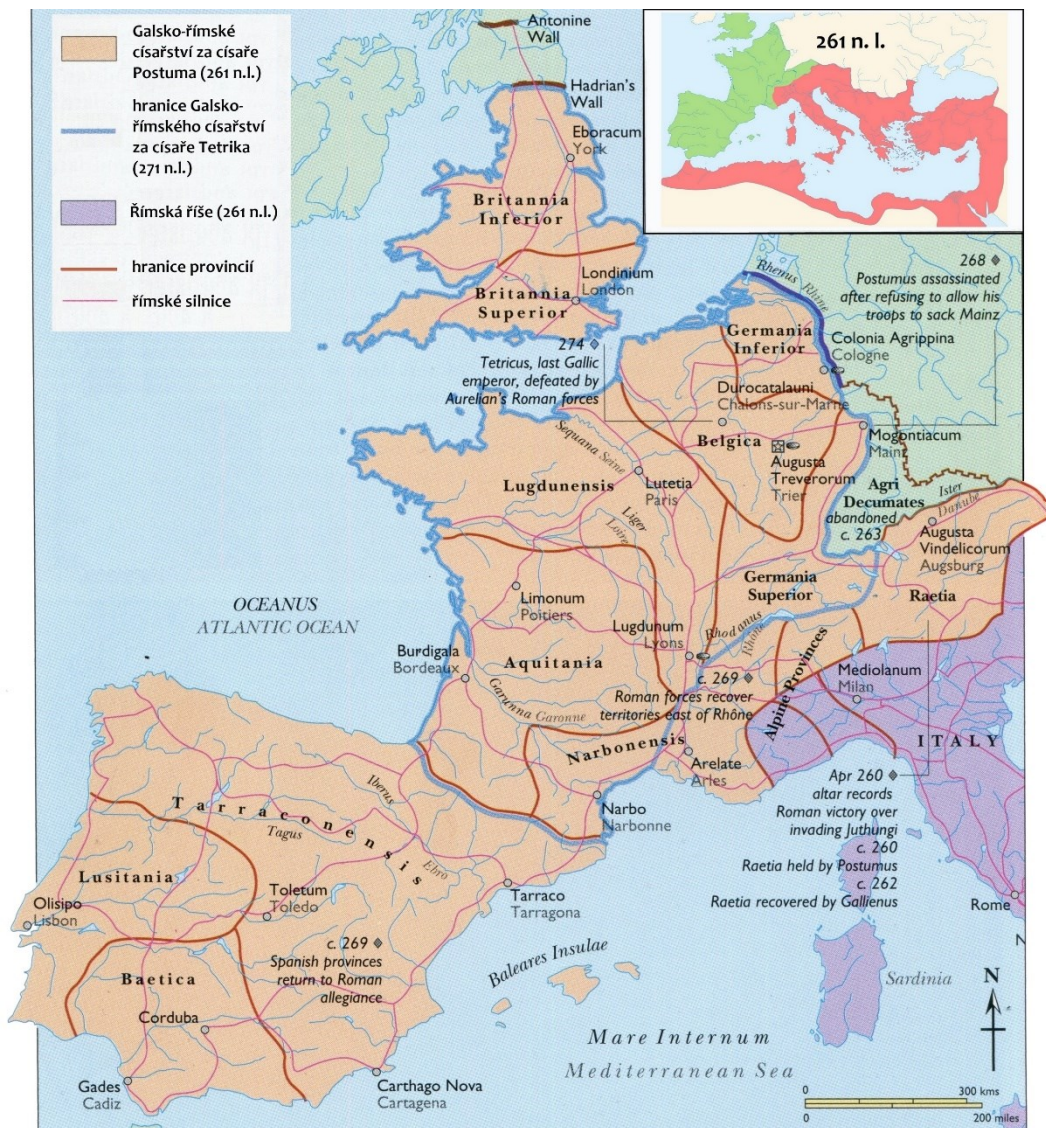 Galsko-římské
císařství za císaře
Postuma (261 n.l.)
hranice Galsko-
římského císařství
za císaře Tetrika
(271 n.l.)
Římská říše (261 n.l.)
hranice provincií
římské silnice
261 n. l.
Antonine
Wall
Hadrian's
Wall
Eboracum
York
Britannia
Inferior
Londinium
London
Britannia
Superior
268
Postumus assassinated
after refusing to allow his
troops to sack Mainz
Rhenus Rhine
274
Tetricus, last Gallic
emperor, defeated by
Aurelian's Roman forces
Germania
Inferior
Colonia Agrippina
Cologne
Durocatalauni
Chalons-sur-Marne
Belgica
Mogontiacum
Mainz
Augusta
Treverorum
Trier
Sequana Seine
Lutetia
Paris
Lugdunensis
Agri
Decumates
abandoned
c. 263
Ister
Danube
Augusta
Vindelicorum
Augsburg
Liger
Loire
Germania
Superior
Raetia
Limonum
Poitiers
OCEANUS
ATLANTIC OCEAN
Lugdunum
Lyons
Rhodanus
Rhône
Burdigala
Bordeaux
Aquitania
c. 269
Roman forces recover
territories east of Rhône
Alpine Provinces
Mediolanum
Milan
Garunna Garonne
Narbonensis
ITALY
Arelate
Arles
Apr 260
altar records
Roman victory over
invading Juthungi
c. 260
Raetia held by Postumus
c. 262
Raetia recovered by Gallienus
Narbo
Narbonne
Iberus
Ebro
Tarraconensis
Tagus
Lusitania
Toletum
Toledo
Tarraco
Tarragona
Olisipo
Lisbon
Rome
N
c. 269
Spanish provinces
return to Roman
allegiance
Baleares Insulae
Baetica
Sardinia
N
Corduba
Mare Internum
Mediterranean Sea
Gades
Cadiz
Carthago Nova
Cartagena
0
300 kms
0
200 miles